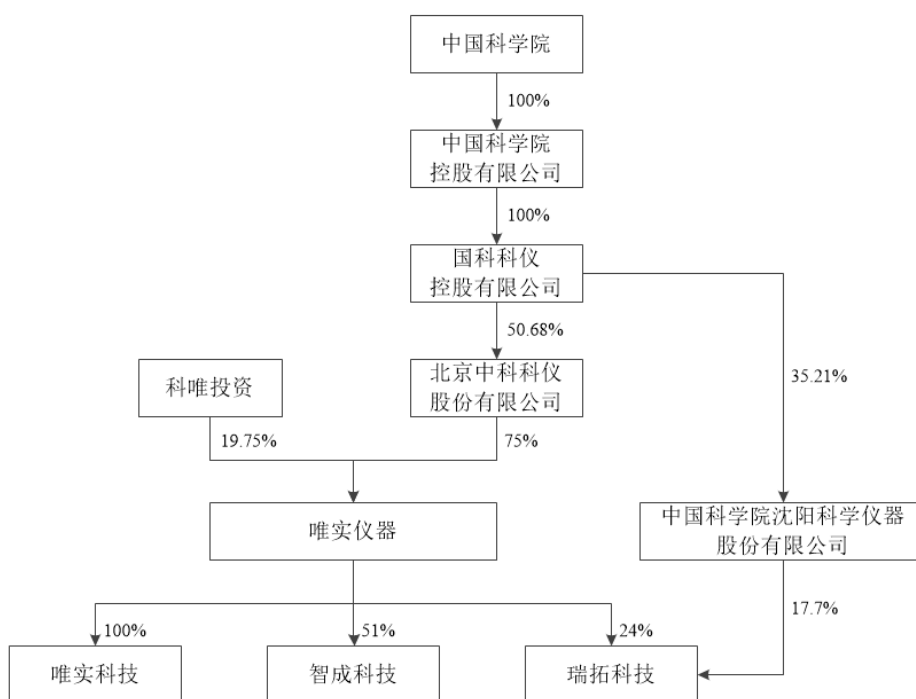 中国科学院
100%
中国科学院
控股有限公司
100%
国科科仪
控股有限公司
50.68%
35.21%
科唯投资
北京中科科仪
股份有限公司
19.75%
75%
唯实仪器
中国科学院沈阳科学仪器
股份有限公司
100%
51%
24%
17.7%
唯实科技
智成科技
瑞拓科技